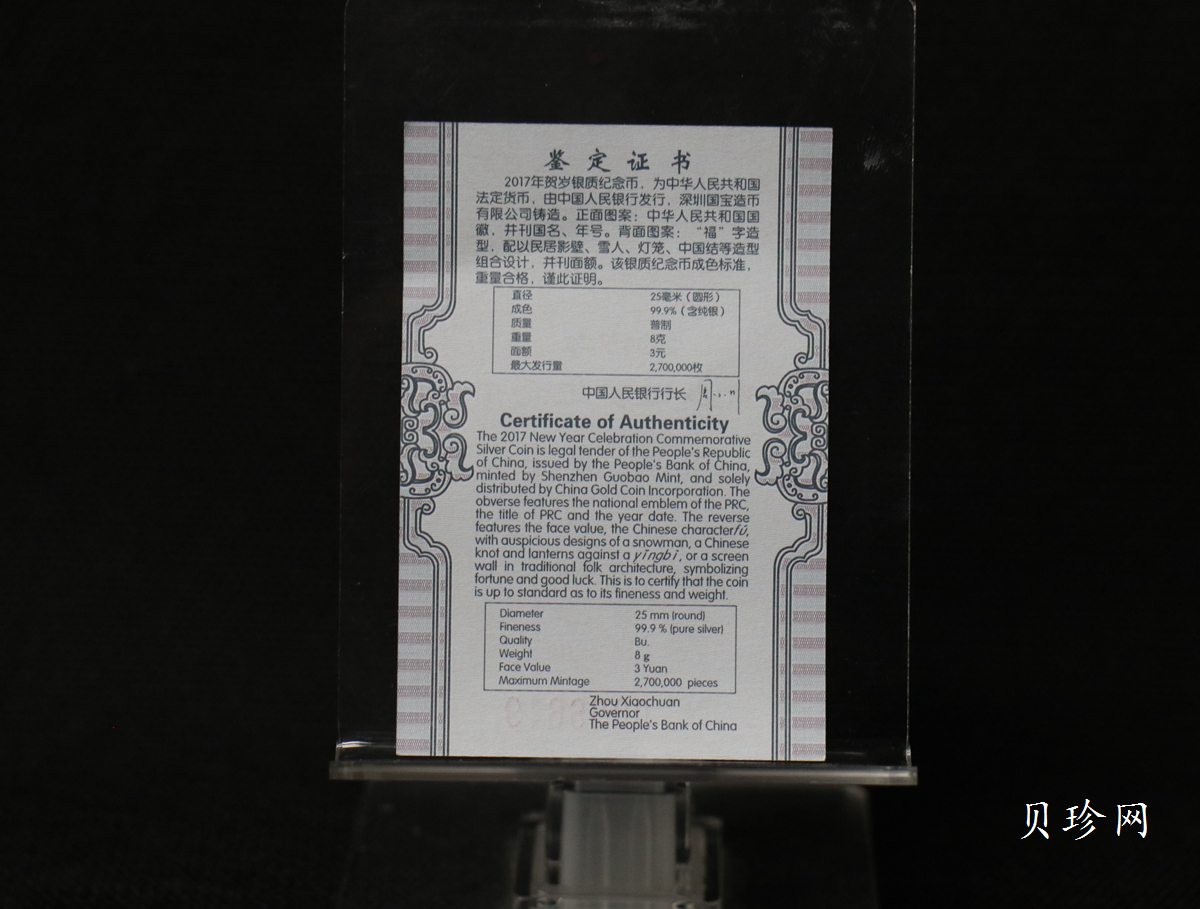 鉴定证书
2017年贺岁银质纪念币，为中华人民共和国
法定货币，由中国人民银行发行，深圳国宝造币
有限公司铸造。正面图案：中华人民共和国国
徽，并刊国名、年号。背面图案：“福”字造
型，配以民居影壁、雪人、灯笼、中国结等造型
组合设计，并刊面额。该银质纪念币成色标准，
重量合格，谨此证明。
直径 25毫米（圆形）
成色 99.9%（含纯银）
质量 普制
重量 8克
面额 3元
最大发行量 2,700,000枚
中国人民银行行长
Certificate of Authenticity
The 2017 New Year Celebration Commemorative
Silver Coin is legal tender of the People's Republic
of China, issued by the People's Bank of China,
minted by Shenzhen Guobao Mint, and solely
distributed by China Gold Coin Incorporation. The
obverse features the national emblem of the PRC,
the title of PRC and the year date. The reverse
features the face value, the Chinese character fú,
with auspicious designs of a snowman, a Chinese
knot and lanterns against a yǐngbì, or a screen
wall in traditional folk architecture, symbolizing
fortune and good luck. This is to certify that the coin
is up to standard as to its fineness and weight.
Diameter 25 mm (round)
Fineness 99.9 % (pure silver)
Quality Bu.
Weight 8 g
Face Value 3 Yuan
Maximum Mintage 2,700,000 pieces
Zhou Xiaochuan
Governor
The People's Bank of China
贝珍网